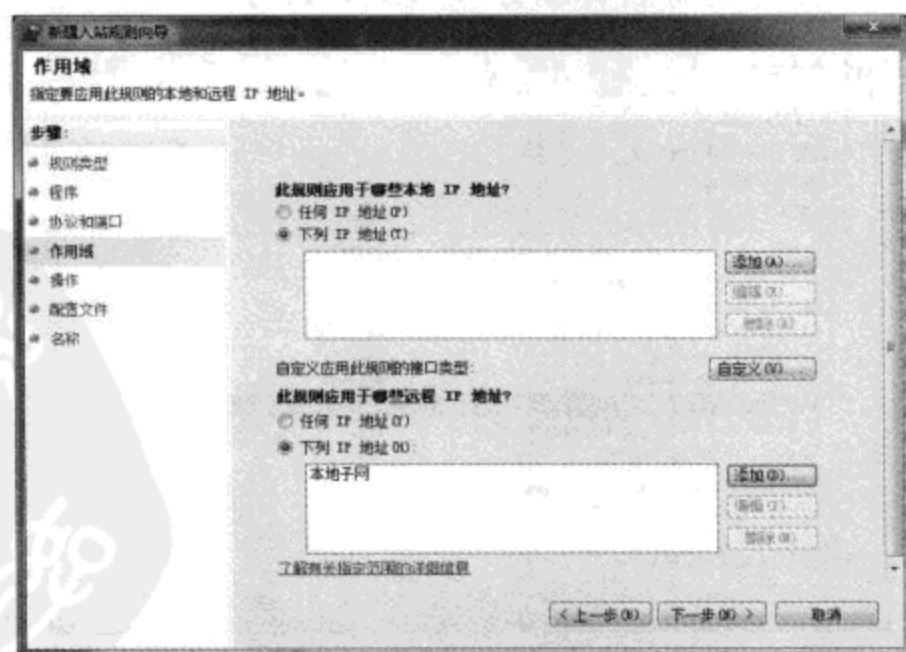 新建入站规则向导
作用域
指定要应用此规则的本地和远程 IP 地址。
步骤:
规则类型
程序
协议和端口
作用域
操作
配置文件
名称
此规则应用于哪些本地 IP 地址?
任何 IP 地址(P)
下列 IP 地址(T):
添加(A)...
自定义应用此规则的接口类型:
自定义(U)...
此规则应用于哪些远程 IP 地址?
任何 IP 地址(Y)
下列 IP 地址(H):
本地子网
添加(D)...
了解有关指定范围的详细信息
< 上一步(B)
下一步(N) >
取消